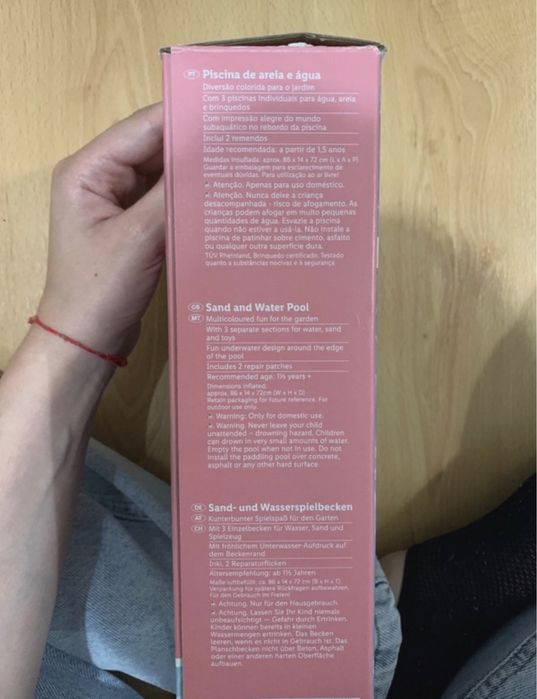 PT Piscina de areia e água
Diversão colorida para o jardim
Com 3 piscinas individuais para água, areia
e brinquedos
Com impressão alegre do mundo
subaquático no rebordo da piscina
Inclui 2 remendos
Idade recomendada: a partir de 1,5 anos
Medidas insuflada: aprox. 86 x 14 x 72 cm (L x A x P)
Guardar a embalagem para esclarecimento de
eventuais dúvidas. Para utilização ao ar livre!
Atenção. Apenas para uso doméstico.
Atenção. Nunca deixe a criança
desacompanhada - risco de afogamento. As
crianças podem afogar em muito pequenas
quantidades de água. Esvazie a piscina
quando não estiver a usá-la. Não instale a
piscina de patinhar sobre cimento, asfalto
ou qualquer outra superfície dura.
TÜV Rheinland, Brinquedo certificado, Testado
quanto a substâncias nocivas e à segurança
GB Sand and Water Pool
MT Multicoloured fun for the garden
With 3 separate sections for water, sand
and toys
Fun underwater design around the edge
of the pool
Includes 2 repair patches
Recommended age: 1½ years +
Dimensions inflated:
approx. 86 x 14 x 72cm (W x H x D)
Retain packaging for future reference. For
outdoor use only.
Warning: Only for domestic use.
Warning. Never leave your child
unattended – drowning hazard. Children
can drown in very small amounts of water.
Empty the pool when not in use. Do not
install the paddling pool over concrete,
asphalt or any other hard surface.
DE Sand- und Wasserspielbecken
AT Kunterbunter Spielspaß für den Garten
CH Mit 3 Einzelbecken für Wasser, Sand und
Spielzeug
Mit fröhlichem Unterwasser-Aufdruck auf
dem Beckenrand
Inkl. 2 Reparaturflicken
Altersempfehlung: ab 1½ Jahren
Maße luftbefüllt: ca. 86 x 14 x 72 cm (B x H x T)
Verpackung für spätere Rückfragen aufbewahren.
Für den Gebrauch im Freien!
Achtung. Nur für den Hausgebrauch.
Achtung. Lassen Sie Ihr Kind niemals
unbeaufsichtigt — Gefahr durch Ertrinken.
Kinder können bereits in kleinen
Wassermengen ertrinken. Das Becken
leeren, wenn es nicht in Gebrauch ist. Das
Planschbecken nicht über Beton, Asphalt
oder einer anderen harten Oberfläche
aufbauen.